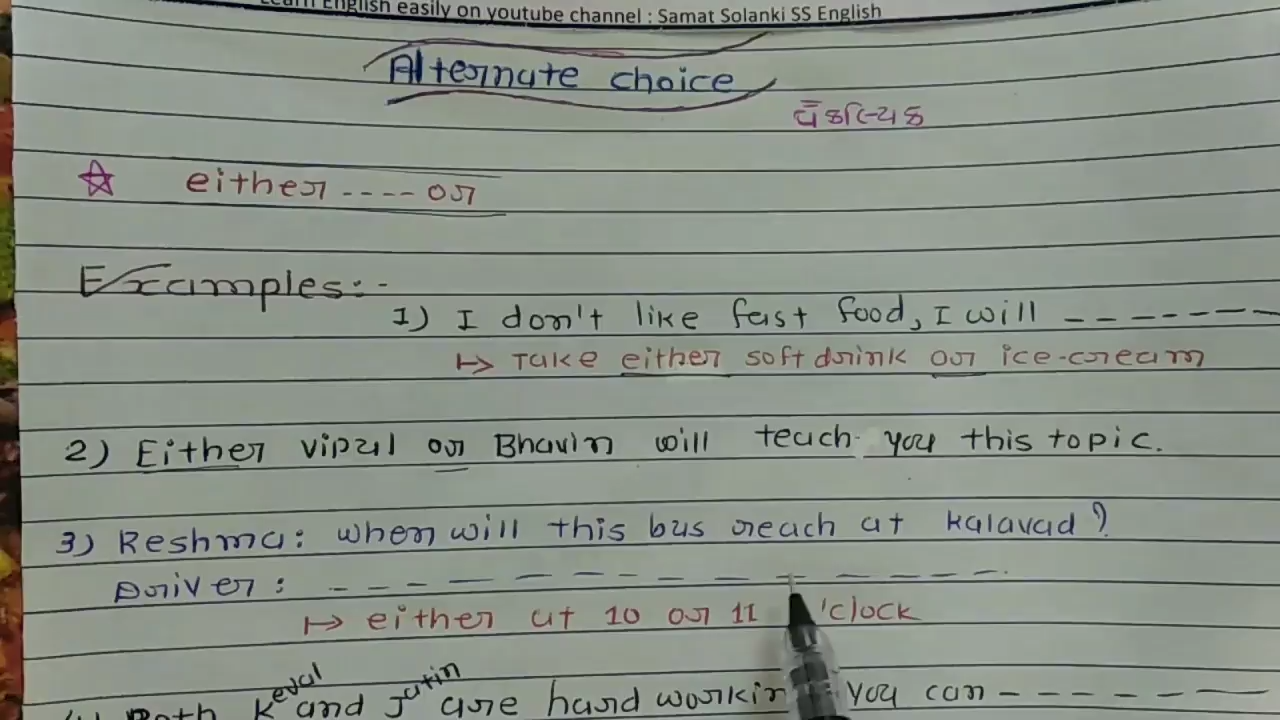 English easily on youtube channel : Samat Solanki SS English
Alternate choice
વૈકલ્પિક
either ---- or
Examples:-
1) I don't like fast food, I will -------
↦ Take either soft drink or ice-cream
2) Either Vipul or Bhavin will teach you this topic.
3) Reshma: when will this bus reach at Kalavad?
Driver: --------------
↦ either at 10 or 11 'clock
Both Keval and Jatin are hard workin you can ------